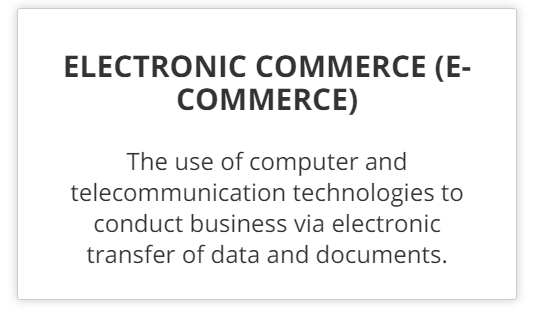 ELECTRONIC COMMERCE (E-
COMMERCE)
The use of computer and
telecommunication technologies to
conduct business via electronic
transfer of data and documents.